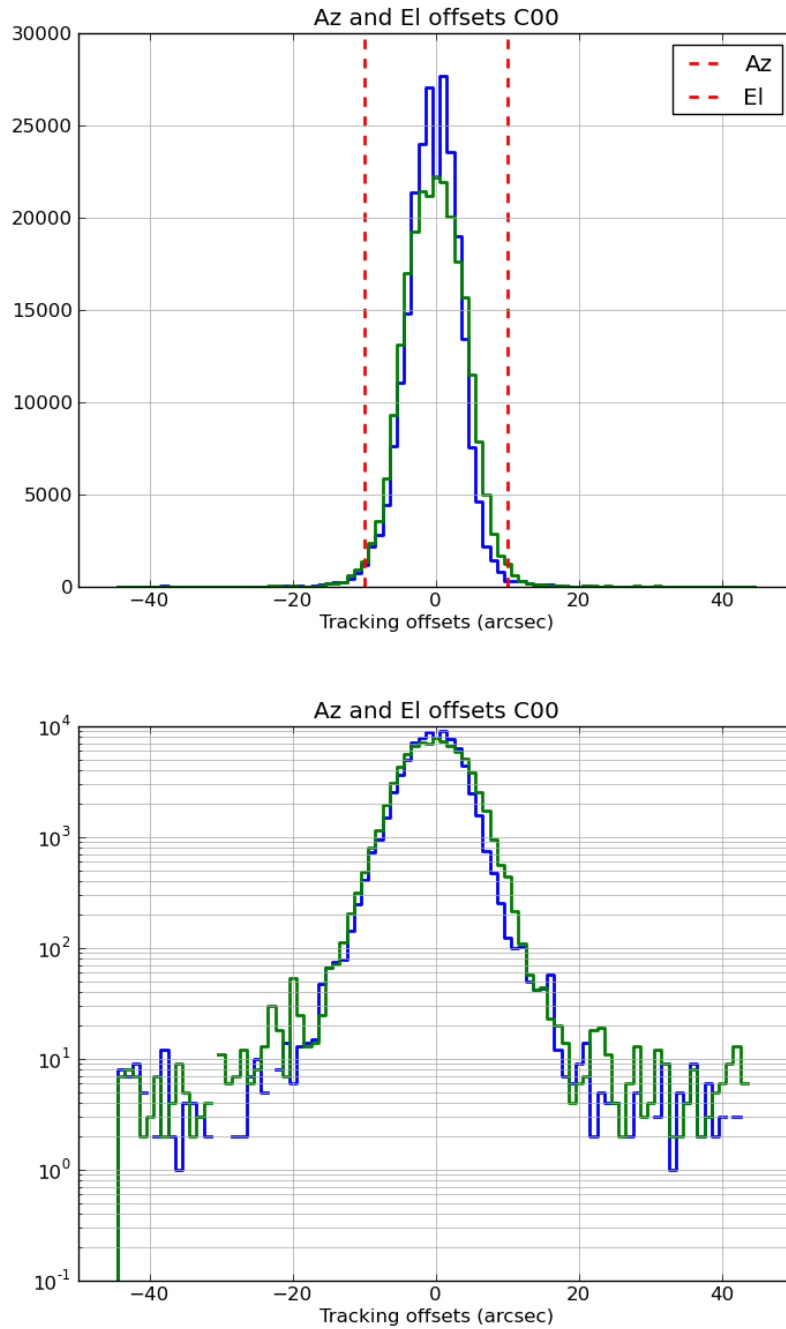 Az and El offsets C00
30000
25000
20000
15000
10000
5000
0
Az
El
−40 −20 0 20 40
Tracking offsets (arcsec)
Az and El offsets C00
10^4
10^3
10^2
10^1
10^0
10^-1
−40 −20 0 20 40
Tracking offsets (arcsec)